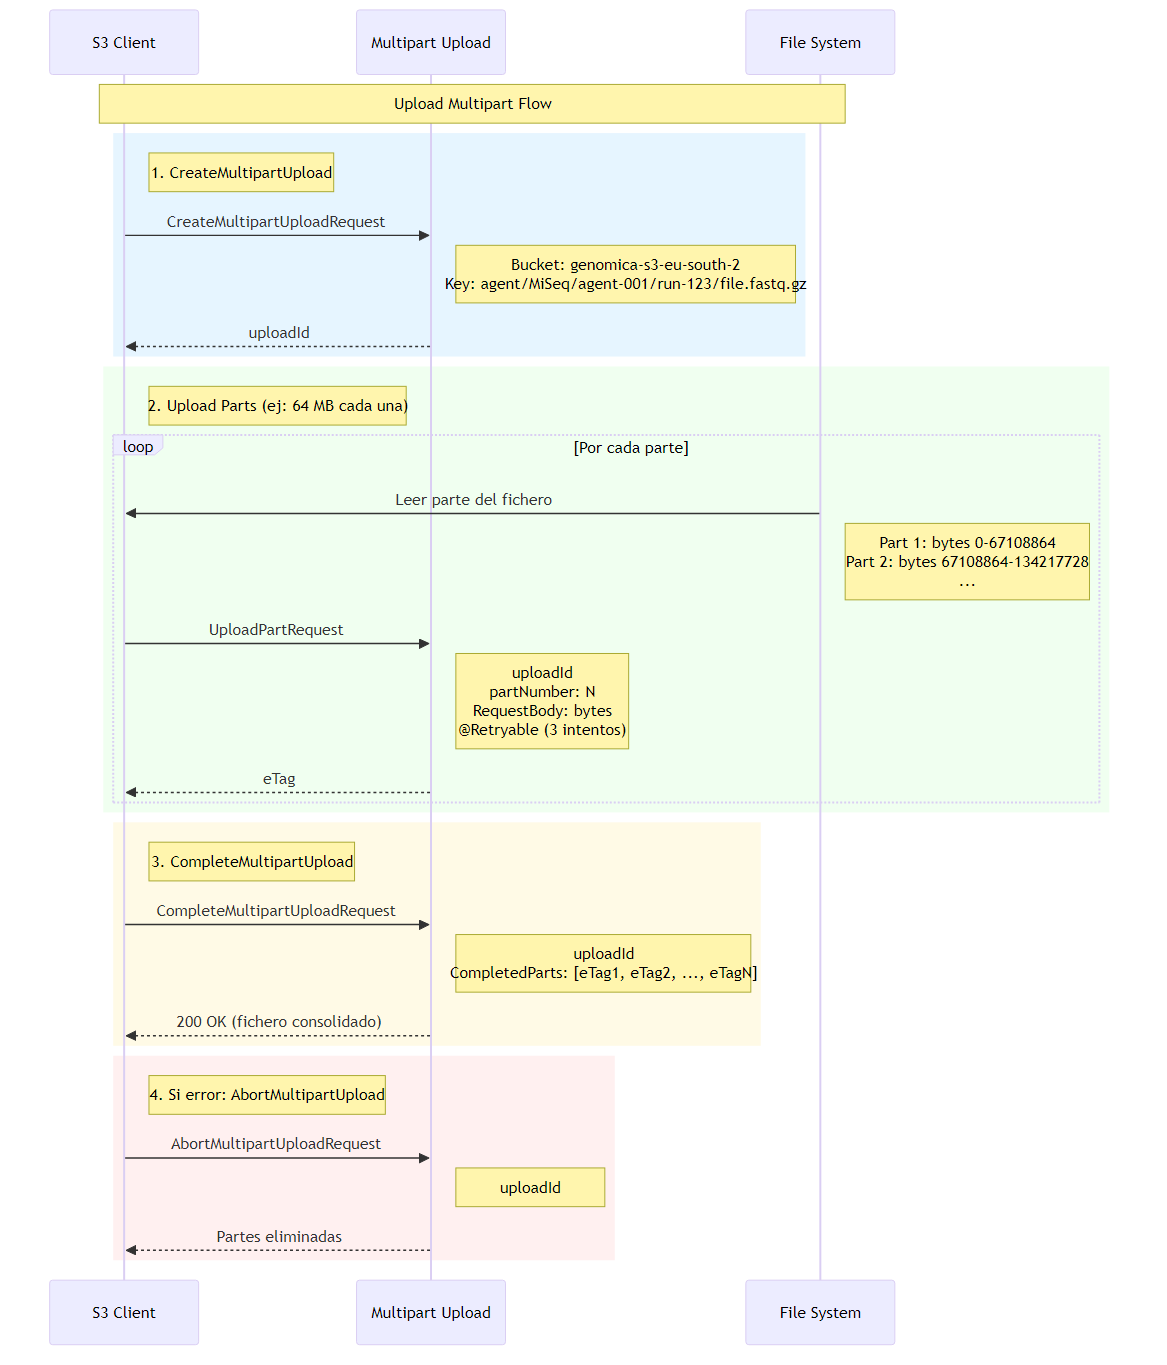 S3 Client
Multipart Upload
File System
Upload Multipart Flow
1. CreateMultipartUpload
CreateMultipartUploadRequest
Bucket: genomica-s3-eu-south-2
Key: agent/MiSeq/agent-001/run-123/file.fastq.gz
uploadId
2. Upload Parts (ej: 64 MB cada una)
loop
[Por cada parte]
Leer parte del fichero
Part 1: bytes 0-67108864
Part 2: bytes 67108864-134217728
...
UploadPartRequest
uploadId
partNumber: N
RequestBody: bytes
@Retryable (3 intentos)
eTag
3. CompleteMultipartUpload
CompleteMultipartUploadRequest
uploadId
CompletedParts: [eTag1, eTag2, ..., eTagN]
200 OK (fichero consolidado)
4. Si error: AbortMultipartUpload
AbortMultipartUploadRequest
uploadId
Partes eliminadas
S3 Client
Multipart Upload
File System